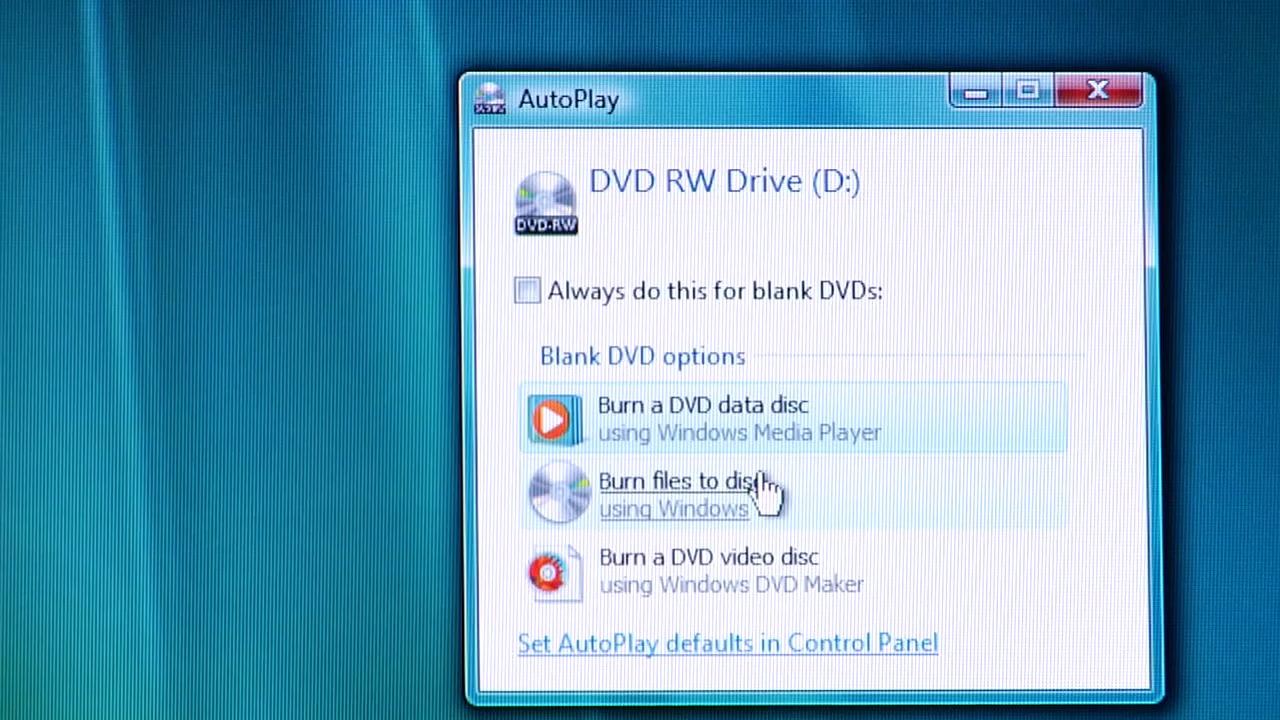 AutoPlay
DVD RW Drive (D:)
DVD-RW
Always do this for blank DVDs:
Blank DVD options
Burn a DVD data disc
using Windows Media Player
Burn files to disc
using Windows
Burn a DVD video disc
using Windows DVD Maker
Set AutoPlay defaults in Control Panel